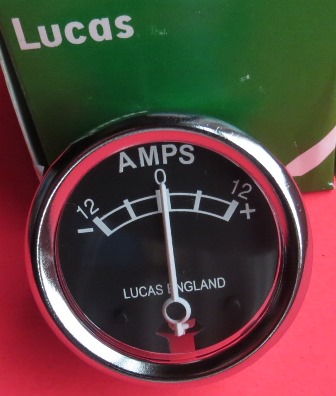 Lucas
AMPS
0
12 12
- +
LUCAS ENGLAND